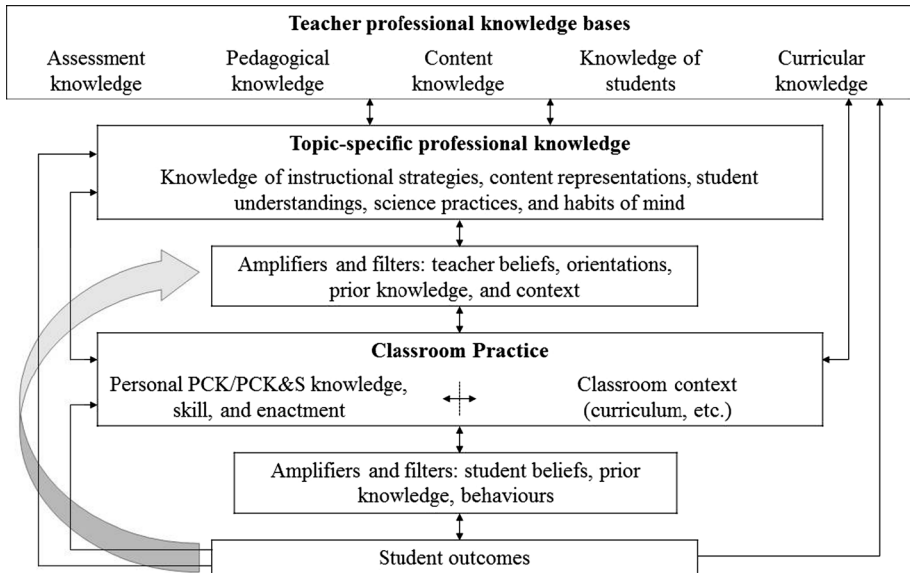 Teacher professional knowledge bases
Assessment knowledge
Pedagogical knowledge
Content knowledge
Knowledge of students
Curricular knowledge
Topic-specific professional knowledge
Knowledge of instructional strategies, content representations, student
understandings, science practices, and habits of mind
Amplifiers and filters: teacher beliefs, orientations,
prior knowledge, and context
Classroom Practice
Personal PCK/PCK&S knowledge,
skill, and enactment
Classroom context
(curriculum, etc.)
Amplifiers and filters: student beliefs, prior
knowledge, behaviours
Student outcomes